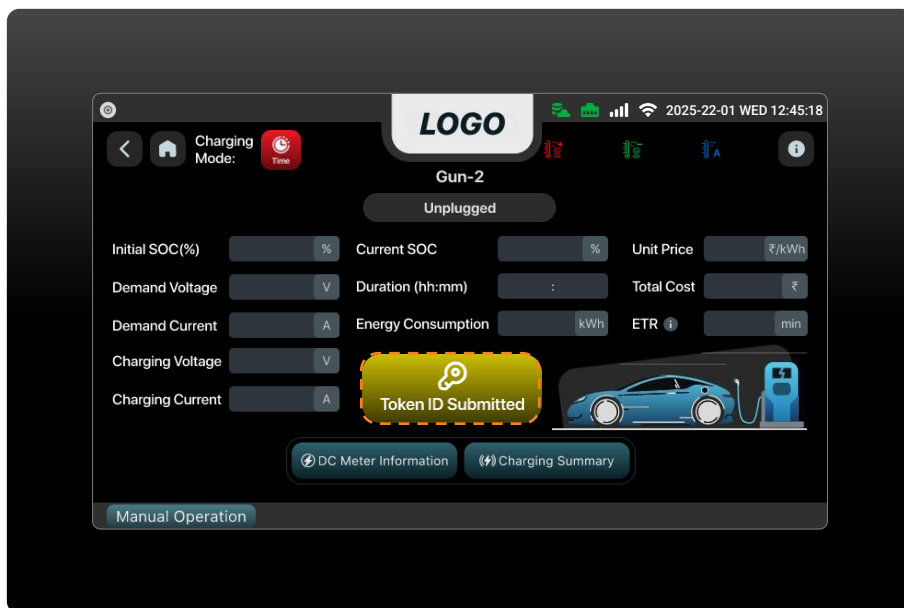 LOGO
2025-22-01 WED 12:45:18
Charging
Mode:
Time
A
Gun-2
Unplugged
Initial SOC(%) %
Current SOC %
Unit Price ₹/kWh
Demand Voltage V
Duration (hh:mm) :
Total Cost ₹
Demand Current A
Energy Consumption kWh
ETR i min
Charging Voltage V
Charging Current A
Token ID Submitted
DC Meter Information
Charging Summary
Manual Operation